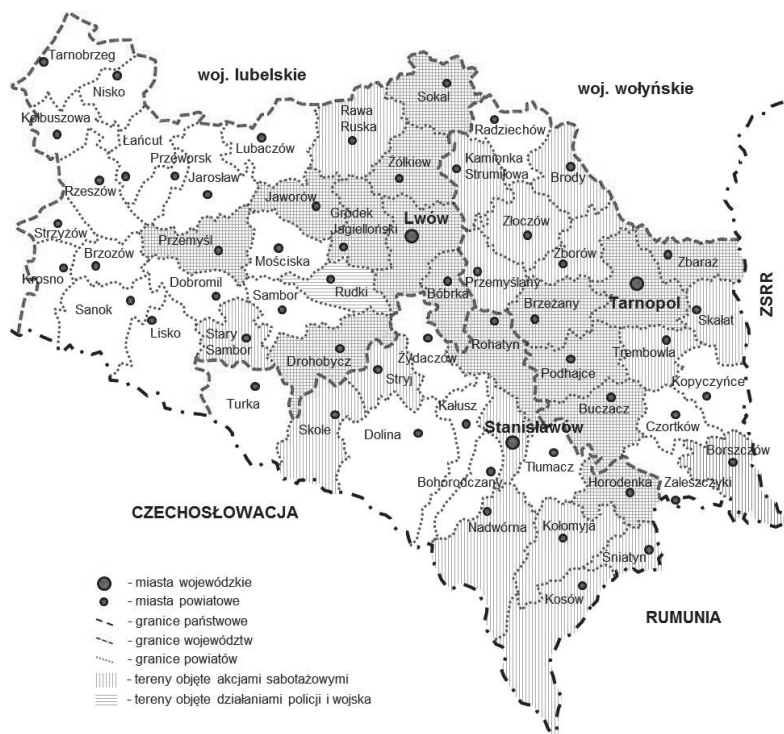 Tarnobrzeg
woj. lubelskie
Nisko
Sokal
woj. wołyńskie
Kolbuszowa
Rawa
Ruska
Radziechów
Łańcut
Lubaczów
Przeworsk
Żółkiew
Kamionka
Strumiłowa
Brody
Rzeszów
Jarosław
Jaworów
Gródek
Jagielloński
Lwów
Złoczów
Strzyżów
Przemyśl
Zborów
Zbaraż
Brzozów
Mościska
Krosno
Dobromil
Rudki
Bóbrka
Przemyślany
Tarnopol
ZSRR
Sanok
Sambor
Brzeżany
Skałat
Lisko
Stary
Sambor
Rohatyn
Trembowla
Drohobycz
Żydaczów
Podhajce
Stryj
Kopyczyńce
Turka
Kałusz
Buczacz
Skole
Dolina
Stanisławów
Czortków
Borszczów
Tłumacz
Bohorodczany
Horodenka
Zaleszczyki
CZECHOSŁOWACJA
Nadwórna
Kołomyja
Śniatyn
Kosów
RUMUNIA
- miasta wojewódzkie
- miasta powiatowe
- granice państwowe
- granice województw
- granice powiatów
- tereny objęte akcjami sabotażowymi
- tereny objęte działaniami policji i wojska